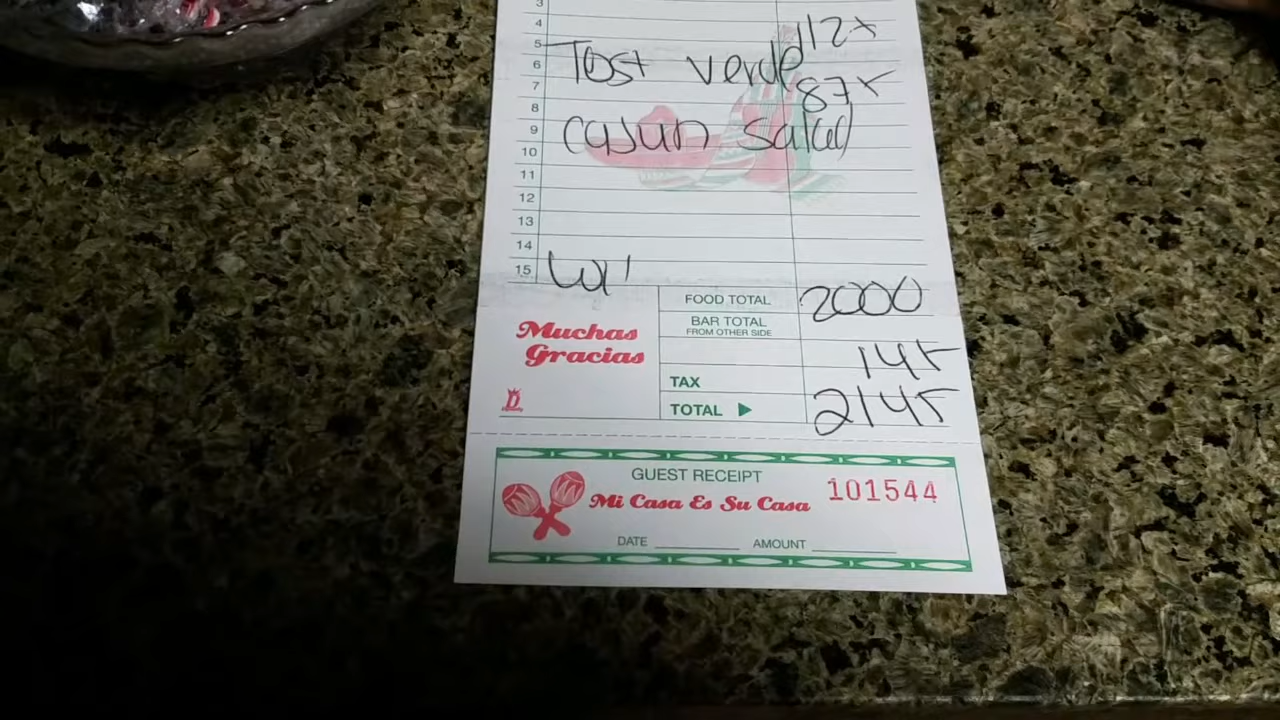 3
4 1125
5 Tost verde
6
7 875
8
9 Cajun salad
10
11
12
13
14
15
FOOD TOTAL 2000
BAR TOTAL
FROM OTHER SIDE
Muchas
Gracias
TAX 145
TOTAL 2145
GUEST RECEIPT
Mi Casa Es Su Casa 101544
DATE AMOUNT